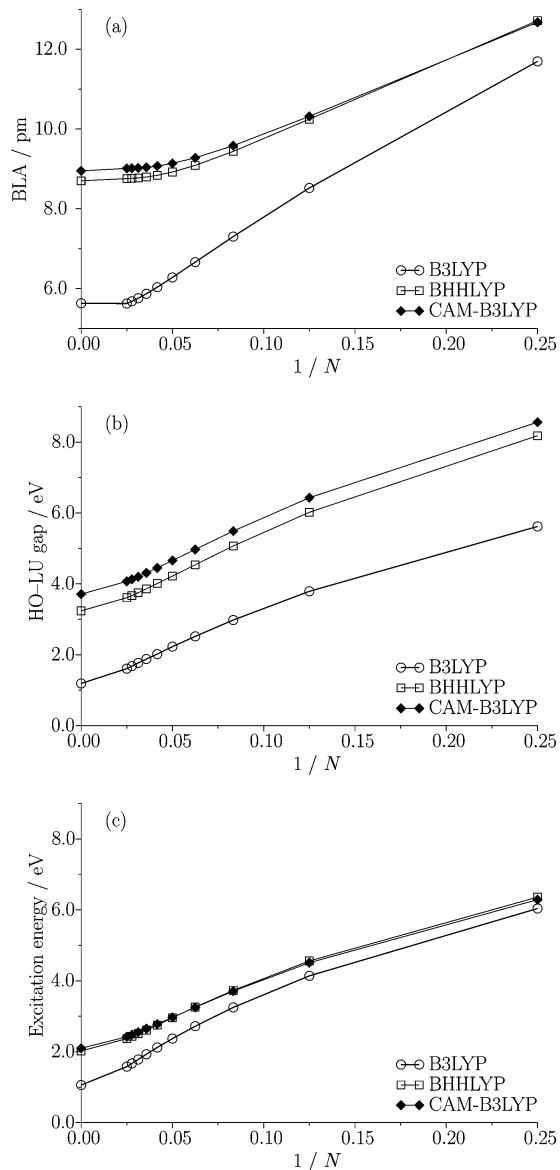 (a)
12.0
10.0
8.0
6.0
BLA / pm
B3LYP
BHHLYP
CAM-B3LYP
0.00 0.05 0.10 0.15 0.20 0.25
1 / N
(b)
8.0
6.0
4.0
2.0
0.0
HO–LU gap / eV
B3LYP
BHHLYP
CAM-B3LYP
0.00 0.05 0.10 0.15 0.20 0.25
1 / N
(c)
8.0
6.0
4.0
2.0
0.0
Excitation energy / eV
B3LYP
BHHLYP
CAM-B3LYP
0.00 0.05 0.10 0.15 0.20 0.25
1 / N